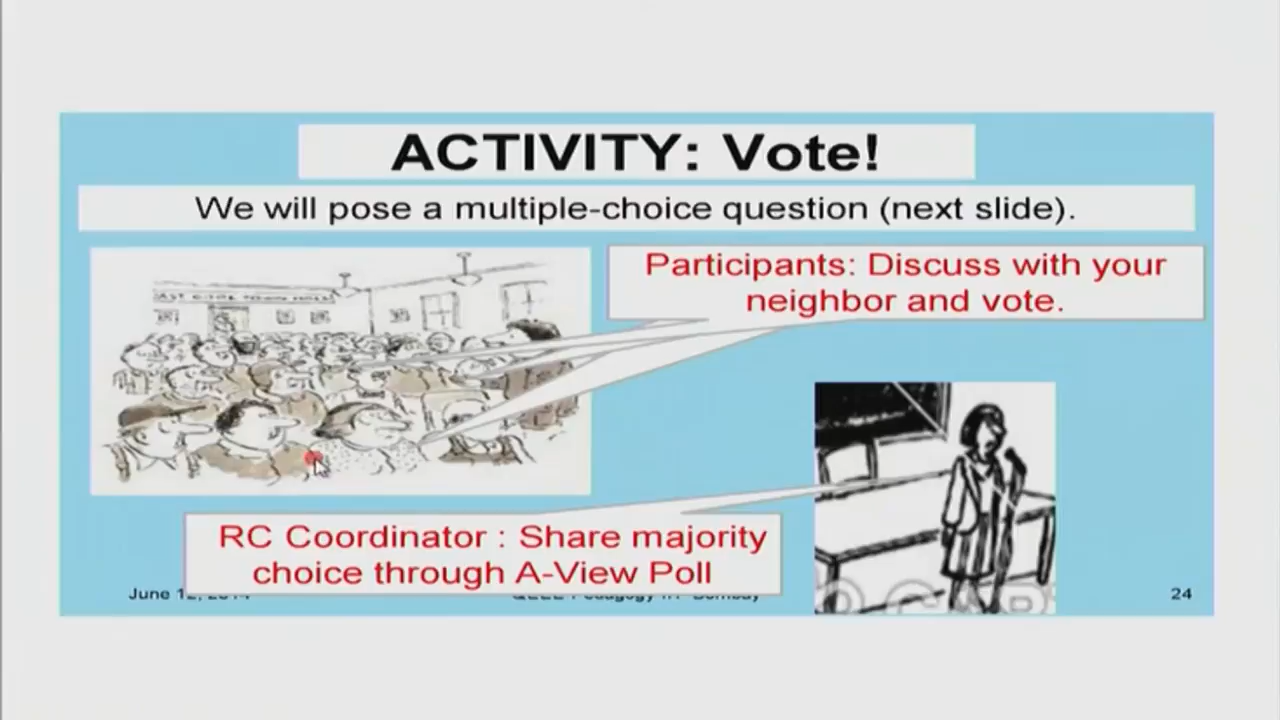 ACTIVITY: Vote!
We will pose a multiple-choice question (next slide).
Participants: Discuss with your
neighbor and vote.
RC Coordinator : Share majority
choice through A-View Poll
June
24